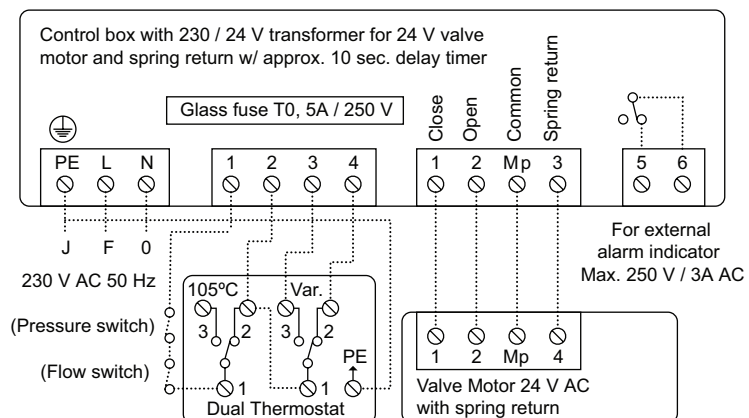 Control box with 230 / 24 V transformer for 24 V valve
motor and spring return w/ approx. 10 sec. delay timer
Glass fuse T0, 5A / 250 V
Close
Open
Common
Spring return
PE L N
1 2 3 4
1 2 Mp 3
5 6
J F 0
230 V AC 50 Hz
For external
alarm indicator
Max. 250 V / 3A AC
105ºC Var.
3 2 3 2
(Pressure switch)
(Flow switch)
PE
1 1
Dual Thermostat
1 2 Mp 4
Valve Motor 24 V AC
with spring return